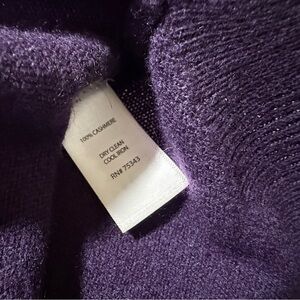 100% CASHMERE
DRY CLEAN
COOL IRON
RN# 75343